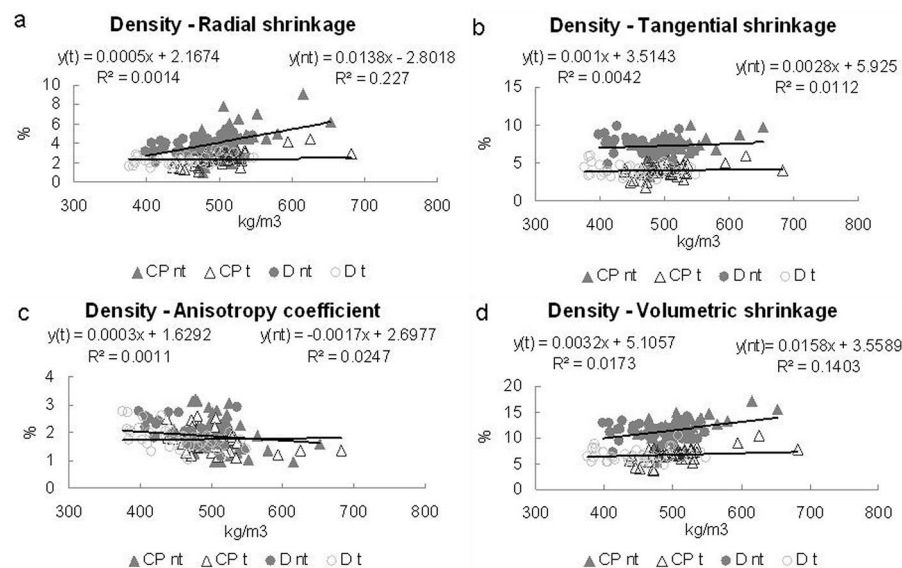 a
Density - Radial shrinkage
y(t) = 0.0005x + 2.1674
R² = 0.0014
y(nt) = 0.0138x - 2.8018
R² = 0.227
10
8
6
4
2
0
%
300 400 500 600 700 800
kg/m3
CP nt CP t D nt D t
b
Density - Tangential shrinkage
y(t) = 0.001x + 3.5143
R² = 0.0042
y(nt) = 0.0028x + 5.925
R² = 0.0112
15
10
5
0
%
300 400 500 600 700 800
kg/m3
CP nt CP t D nt D t
c
Density - Anisotropy coefficient
y(t) = 0.0003x + 1.6292
R² = 0.0011
y(nt) = -0.0017x + 2.6977
R² = 0.0247
4
3
2
1
0
%
300 400 500 600 700 800
kg/m3
CP nt CP t D nt D t
d
Density - Volumetric shrinkage
y(t) = 0.0032x + 5.1057
R² = 0.0173
y(nt)= 0.0158x + 3.5589
R² = 0.1403
20
15
10
5
0
%
300 400 500 600 700 800
kg/m3
CP nt CP t D nt D t